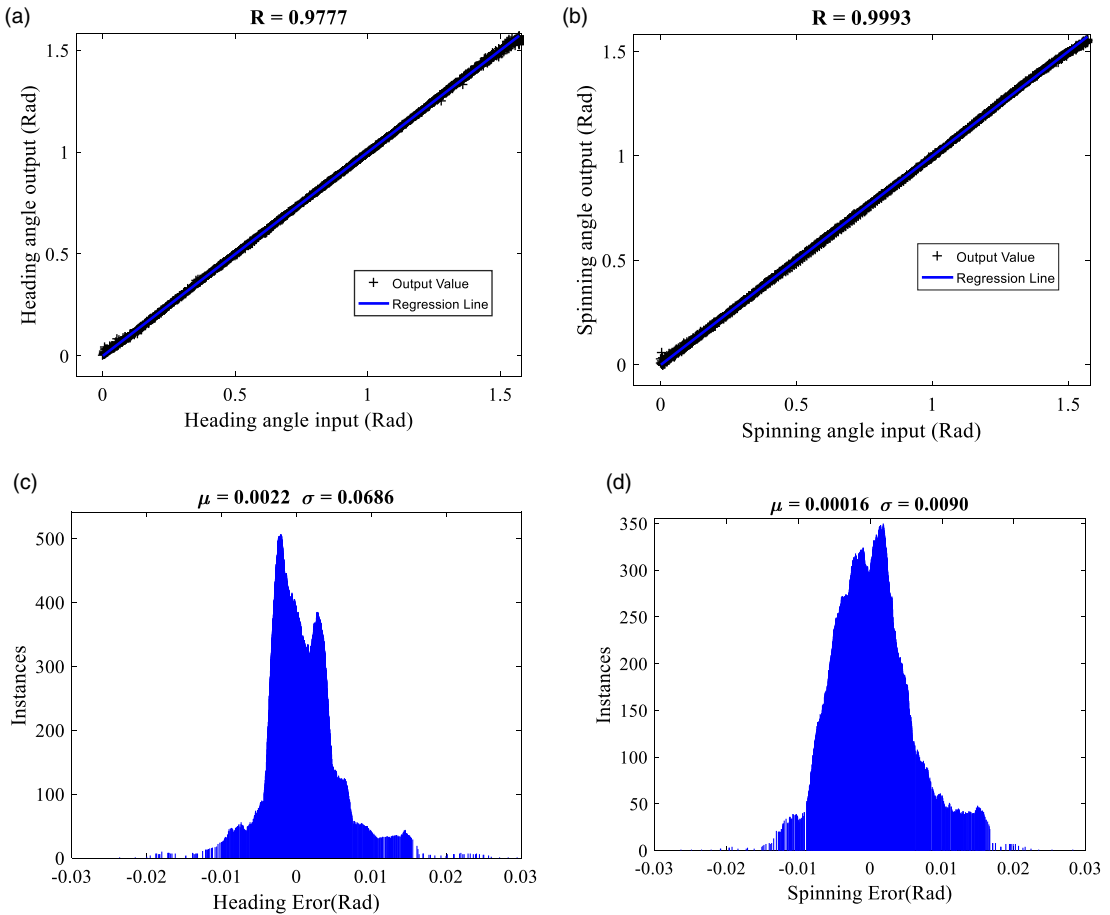 (a)
R = 0.9777
Heading angle output (Rad)
1.5
1
0.5
0
0
0.5
1
1.5
Output Value
Regression Line
Heading angle input (Rad)
(b)
R = 0.9993
Spinning angle output (Rad)
1.5
1
0.5
0
0
0.5
1
1.5
Output Value
Regression Line
Spinning angle input (Rad)
(c)
μ = 0.0022 σ = 0.0686
Instances
500
400
300
200
100
0
-0.03
-0.02
-0.01
0
0.01
0.02
0.03
Heading Eror(Rad)
(d)
μ = 0.00016 σ = 0.0090
Instances
350
300
250
200
150
100
50
0
-0.03
-0.02
-0.01
0
0.01
0.02
0.03
Spinning Eror(Rad)